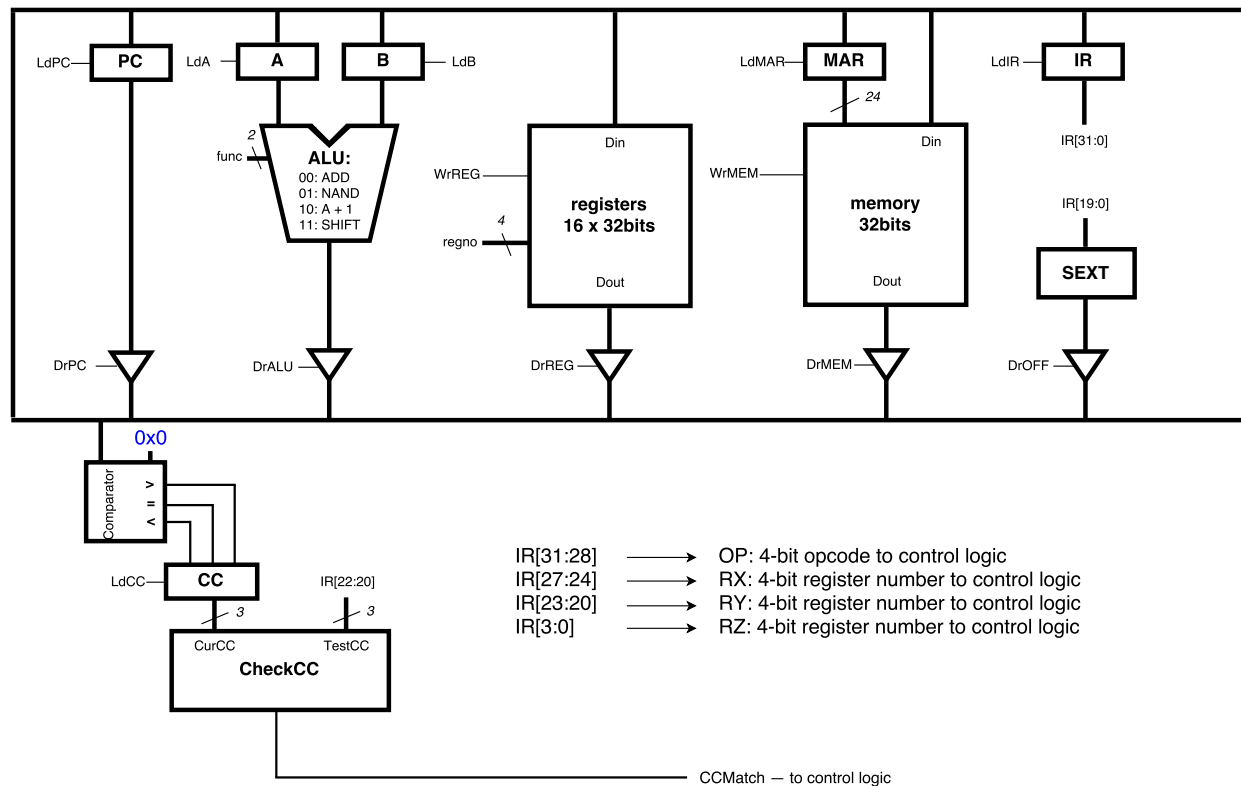 PC
A
B
MAR
IR
LdPC
LdA
LdB
LdMAR
LdIR
24
2
func
ALU:
00: ADD
01: NAND
10: A + 1
11: SHIFT
Din
WrREG
registers
16 x 32bits
4
regno
Dout
Din
WrMEM
memory
32bits
Dout
IR[31:0]
IR[19:0]
SEXT
DrPC
DrALU
DrREG
DrMEM
DrOFF
0x0
Comparator
>
=
<
LdCC
CC
IR[22:20]
3
3
CurCC
TestCC
CheckCC
IR[31:28] OP: 4-bit opcode to control logic
IR[27:24] RX: 4-bit register number to control logic
IR[23:20] RY: 4-bit register number to control logic
IR[3:0] RZ: 4-bit register number to control logic
CCMatch — to control logic